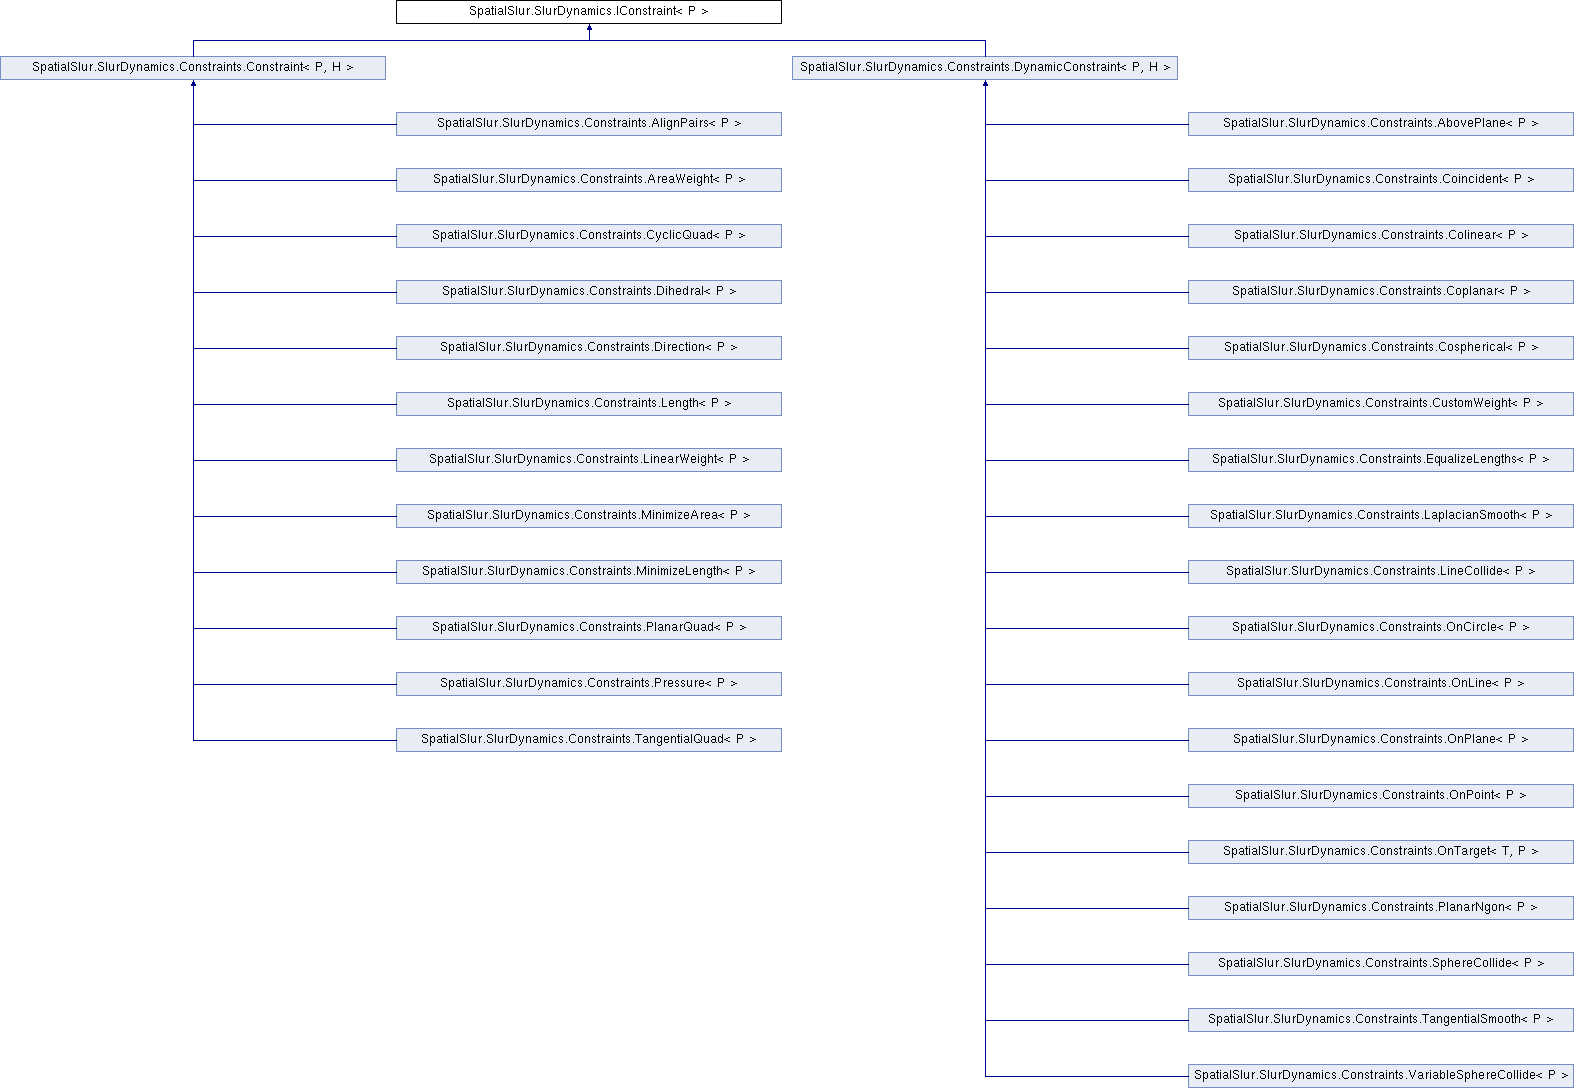 SpatialSlur.SlurDynamics.IConstraint< P >
SpatialSlur.SlurDynamics.Constraints.Constraint< P, H >
SpatialSlur.SlurDynamics.Constraints.DynamicConstraint< P, H >
SpatialSlur.SlurDynamics.Constraints.AlignPairs< P >
SpatialSlur.SlurDynamics.Constraints.AbovePlane< P >
SpatialSlur.SlurDynamics.Constraints.AreaWeight< P >
SpatialSlur.SlurDynamics.Constraints.Coincident< P >
SpatialSlur.SlurDynamics.Constraints.CyclicQuad< P >
SpatialSlur.SlurDynamics.Constraints.Colinear< P >
SpatialSlur.SlurDynamics.Constraints.Dihedral< P >
SpatialSlur.SlurDynamics.Constraints.Coplanar< P >
SpatialSlur.SlurDynamics.Constraints.Direction< P >
SpatialSlur.SlurDynamics.Constraints.Cospherical< P >
SpatialSlur.SlurDynamics.Constraints.Length< P >
SpatialSlur.SlurDynamics.Constraints.CustomWeight< P >
SpatialSlur.SlurDynamics.Constraints.LinearWeight< P >
SpatialSlur.SlurDynamics.Constraints.EqualizeLengths< P >
SpatialSlur.SlurDynamics.Constraints.MinimizeArea< P >
SpatialSlur.SlurDynamics.Constraints.LaplacianSmooth< P >
SpatialSlur.SlurDynamics.Constraints.MinimizeLength< P >
SpatialSlur.SlurDynamics.Constraints.LineCollide< P >
SpatialSlur.SlurDynamics.Constraints.PlanarQuad< P >
SpatialSlur.SlurDynamics.Constraints.OnCircle< P >
SpatialSlur.SlurDynamics.Constraints.Pressure< P >
SpatialSlur.SlurDynamics.Constraints.OnLine< P >
SpatialSlur.SlurDynamics.Constraints.TangentialQuad< P >
SpatialSlur.SlurDynamics.Constraints.OnPlane< P >
SpatialSlur.SlurDynamics.Constraints.OnPoint< P >
SpatialSlur.SlurDynamics.Constraints.OnTarget< T, P >
SpatialSlur.SlurDynamics.Constraints.PlanarNgon< P >
SpatialSlur.SlurDynamics.Constraints.SphereCollide< P >
SpatialSlur.SlurDynamics.Constraints.TangentialSmooth< P >
SpatialSlur.SlurDynamics.Constraints.VariableSphereCollide< P >